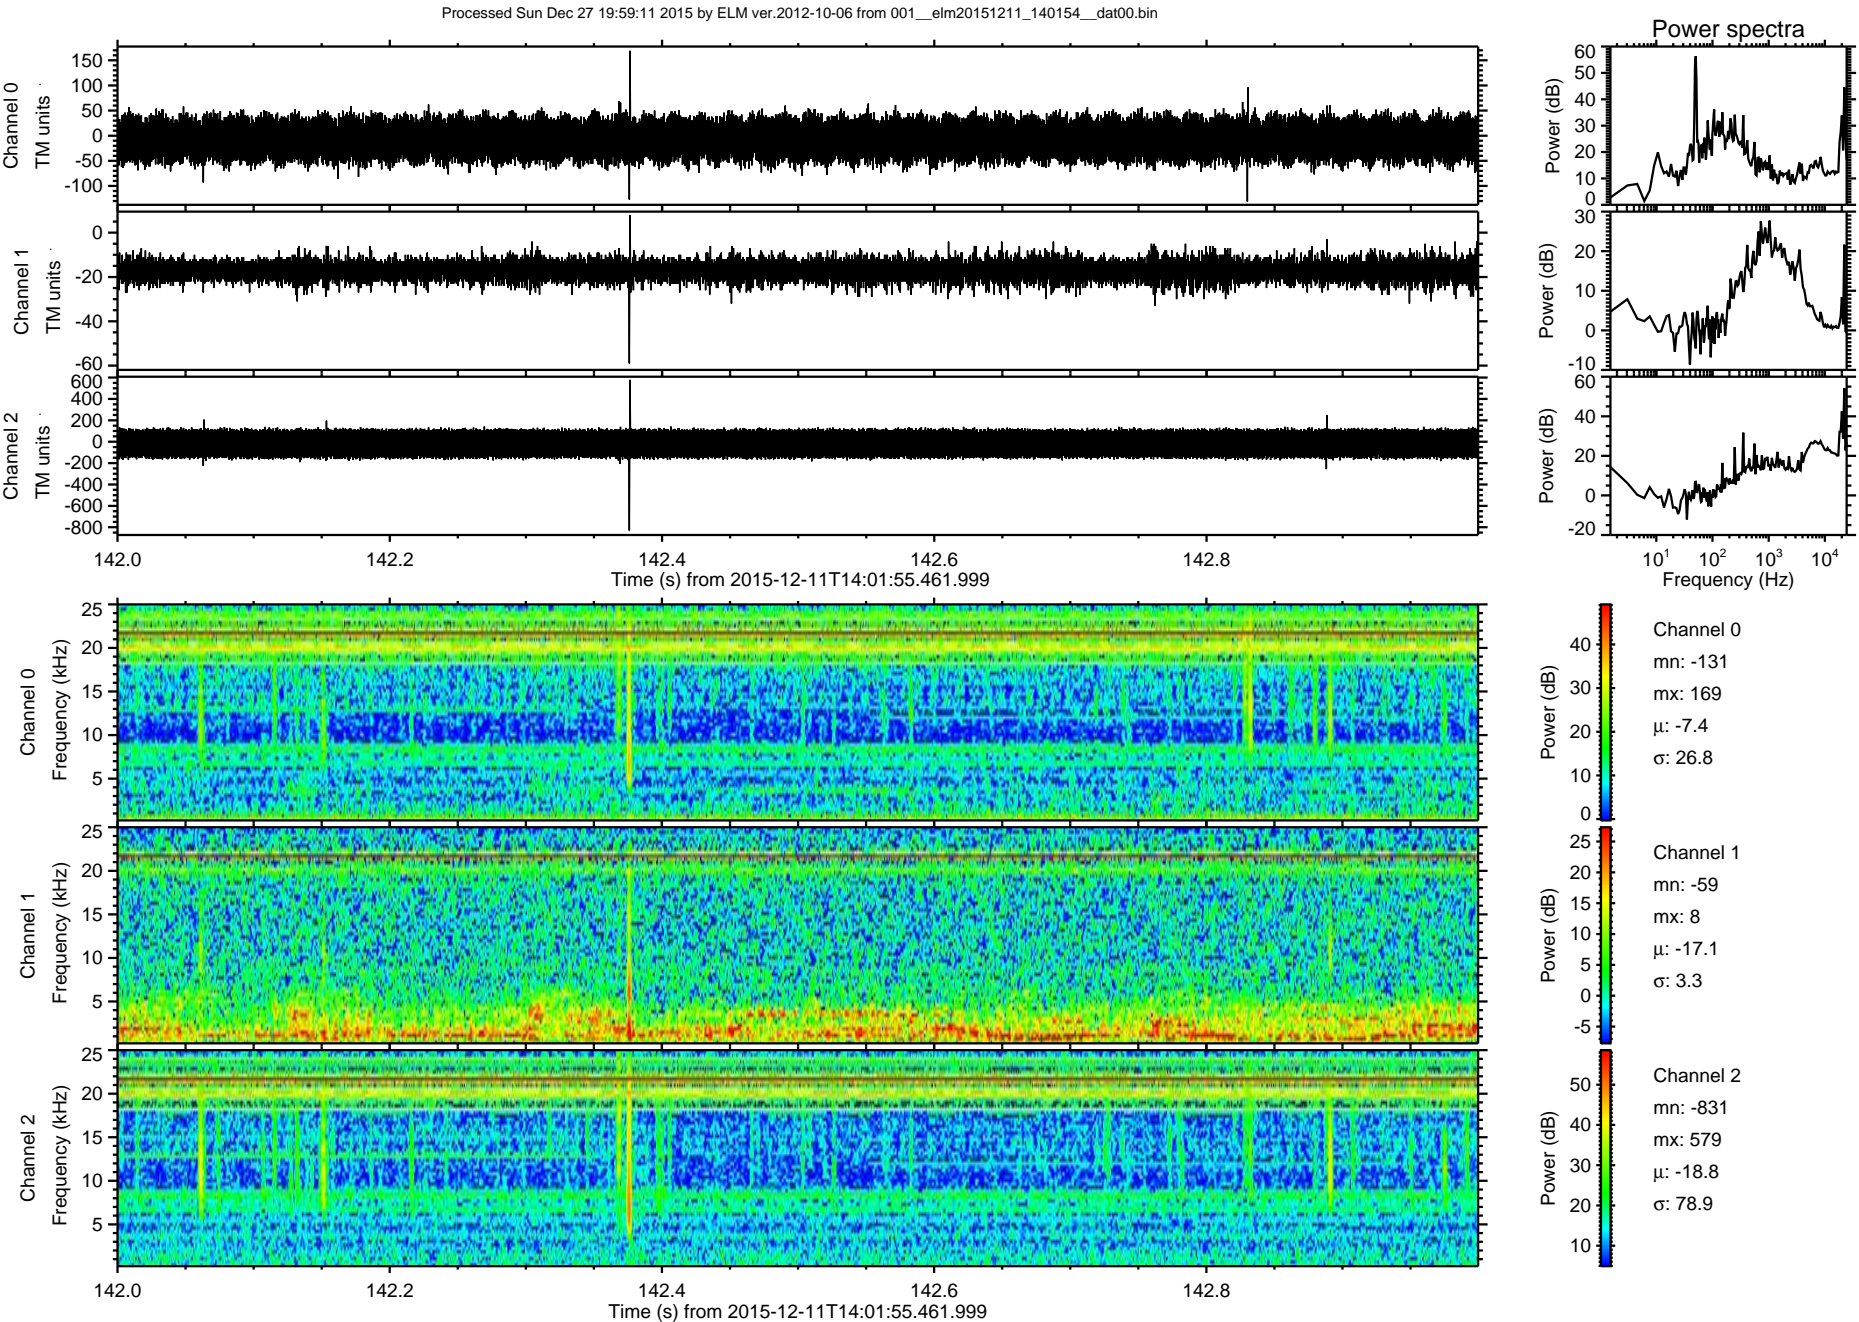 Processed Sun Dec 27 19:59:11 2015 by ELM ver.2012-10-06 from 001__elm20151211_140154__dat00.bin
Power spectra
Channel 0
TM units
150
100
50
0
-50
-100
Power (dB)
60
50
40
30
20
10
0
Channel 1
TM units
0
-20
-40
-60
Power (dB)
30
20
10
0
-10
Channel 2
TM units
600
400
200
0
-200
-400
-600
-800
Power (dB)
60
40
20
0
-20
142.0 142.2 142.4 142.6 142.8
Time (s) from 2015-12-11T14:01:55.461.999
10^1 10^2 10^3 10^4
Frequency (Hz)
Channel 0
Frequency (kHz)
25
20
15
10
5
Power (dB)
40
30
20
10
0
Channel 0
mn: -131
mx: 169
μ: -7.4
σ: 26.8
Channel 1
Frequency (kHz)
25
20
15
10
5
Power (dB)
25
20
15
10
5
0
-5
Channel 1
mn: -59
mx: 8
μ: -17.1
σ: 3.3
Channel 2
Frequency (kHz)
25
20
15
10
5
Power (dB)
50
40
30
20
10
Channel 2
mn: -831
mx: 579
μ: -18.8
σ: 78.9
142.0 142.2 142.4 142.6 142.8
Time (s) from 2015-12-11T14:01:55.461.999